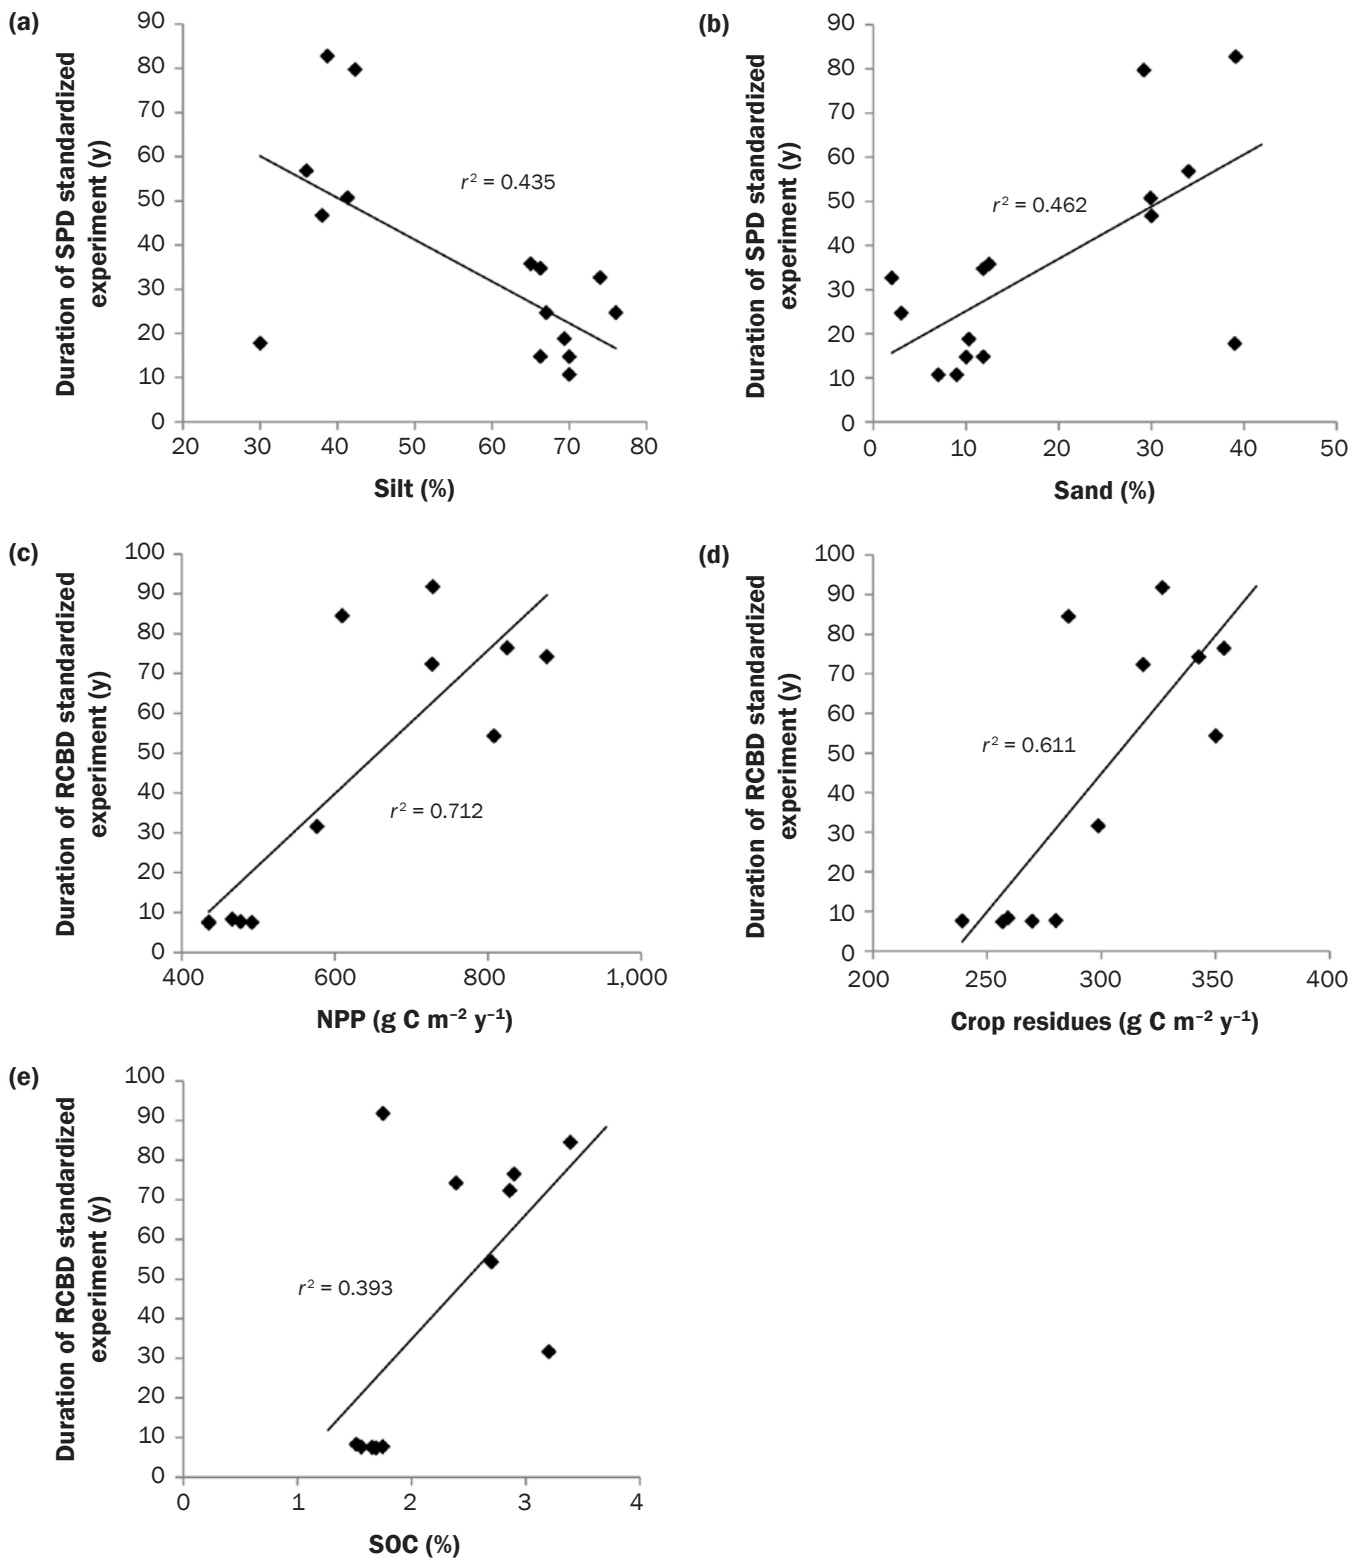 (a)
Duration of SPD standardized
experiment (y)
90
80
70
60
50
40
30
20
10
0
r² = 0.435
20 30 40 50 60 70 80
Silt (%)
(b)
Duration of SPD standardized
experiment (y)
90
80
70
60
50
40
30
20
10
0
r² = 0.462
0 10 20 30 40 50
Sand (%)
(c)
Duration of RCBD standardized
experiment (y)
100
90
80
70
60
50
40
30
20
10
0
r² = 0.712
400 600 800 1,000
NPP (g C m⁻² y⁻¹)
(d)
Duration of RCBD standardized
experiment (y)
100
90
80
70
60
50
40
30
20
10
0
r² = 0.611
200 250 300 350 400
Crop residues (g C m⁻² y⁻¹)
(e)
Duration of RCBD standardized
experiment (y)
100
90
80
70
60
50
40
30
20
10
0
r² = 0.393
0 1 2 3 4
SOC (%)